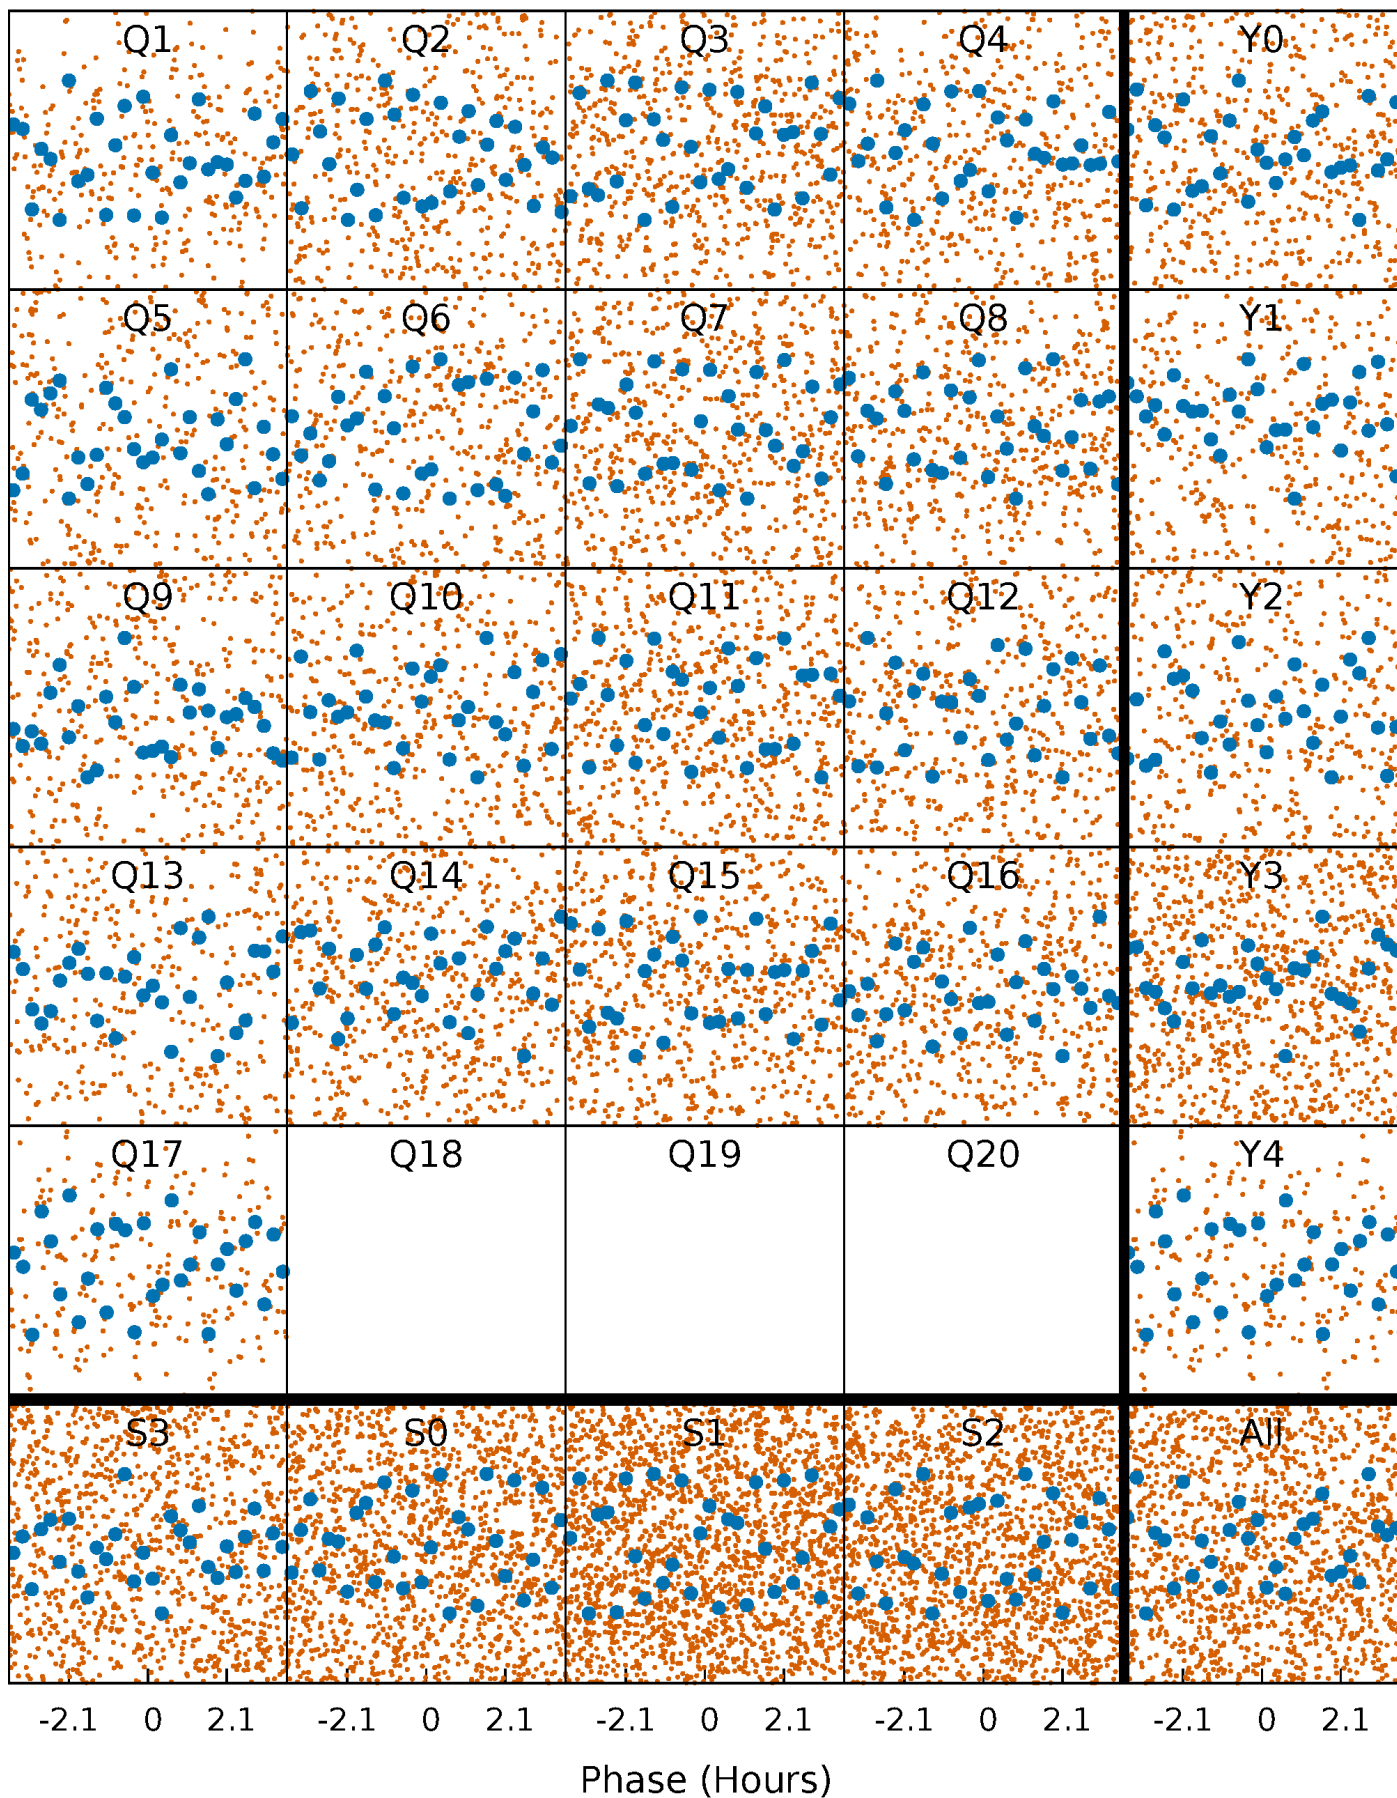 Q1 Q2 Q3 Q4 Y0
Q5 Q6 Q7 Q8 Y1
Q9 Q10 Q11 Q12 Y2
Q13 Q14 Q15 Q16 Y3
Q17 Q18 Q19 Q20 Y4
S3 S0 S1 S2 All
-2.1 0 2.1 -2.1 0 2.1 -2.1 0 2.1 -2.1 0 2.1 -2.1 0 2.1
Phase (Hours)